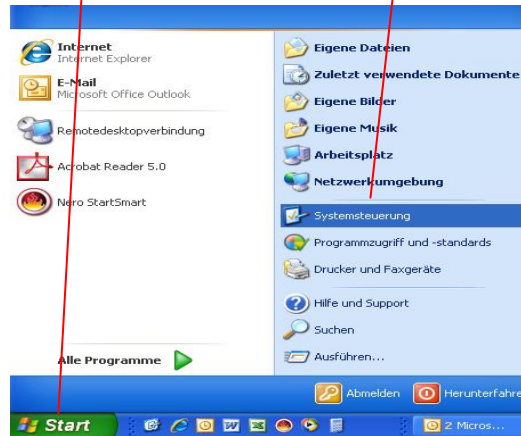 Internet
Internet Explorer
E-Mail
Microsoft Office Outlook
Remotedesktopverbindung
Acrobat Reader 5.0
Nero StartSmart
Alle Programme
Eigene Dateien
Zuletzt verwendete Dokumente
Eigene Bilder
Eigene Musik
Arbeitsplatz
Netzwerkumgebung
Systemsteuerung
Programmzugriff und -standards
Drucker und Faxgeräte
Hilfe und Support
Suchen
Ausführen...
Abmelden
Herunterfahre
Start
2 Micros...